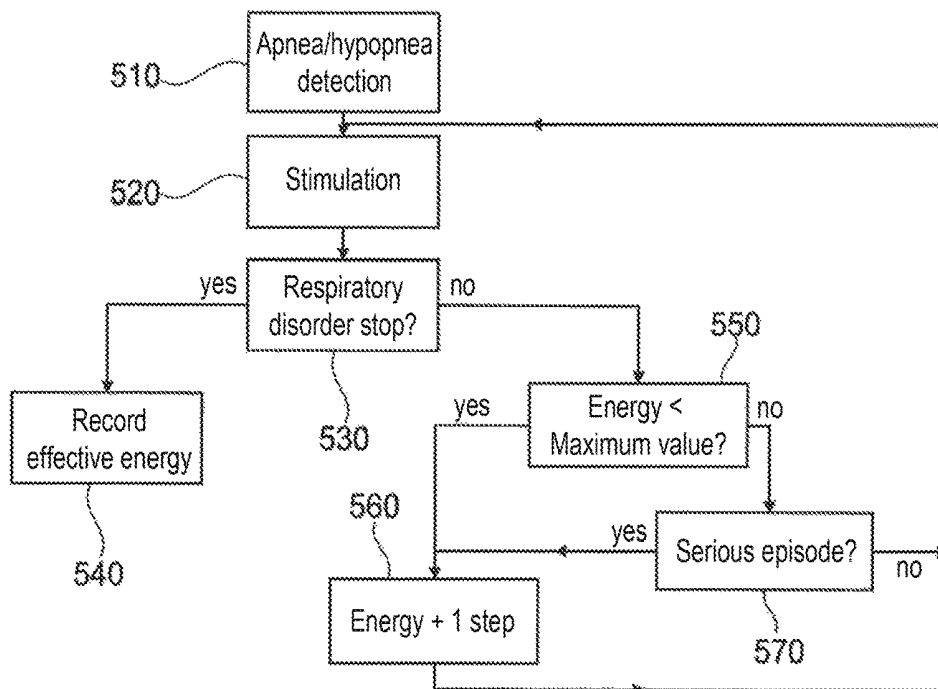 Apnea/hypopnea
detection
510
Stimulation
520
yes
Respiratory
disorder stop?
no
530
550
Record
effective energy
540
yes
Energy <
Maximum value?
no
560
yes
Serious episode?
no
570
Energy + 1 step